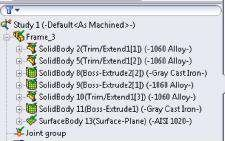 Study 1 (-Default<As Machined>-)
Frame_3
SolidBody 2(Trim/Extend1[1]) (-1060 Alloy-)
SolidBody 7(Trim/Extend1[2]) (-1060 Alloy-)
SolidBody 8(Boss-Extrude2[2]) (-Gray Cast Iron-)
SolidBody 9(Boss-Extrude2[1]) (-1060 Alloy-)
SolidBody 10(Trim/Extend1[3]) (-1060 Alloy-)
SolidBody 11(Boss-Extrude1) (-Gray Cast Iron-)
SurfaceBody 13(Surface-Plane) (-AISI 1020-)
Joint group